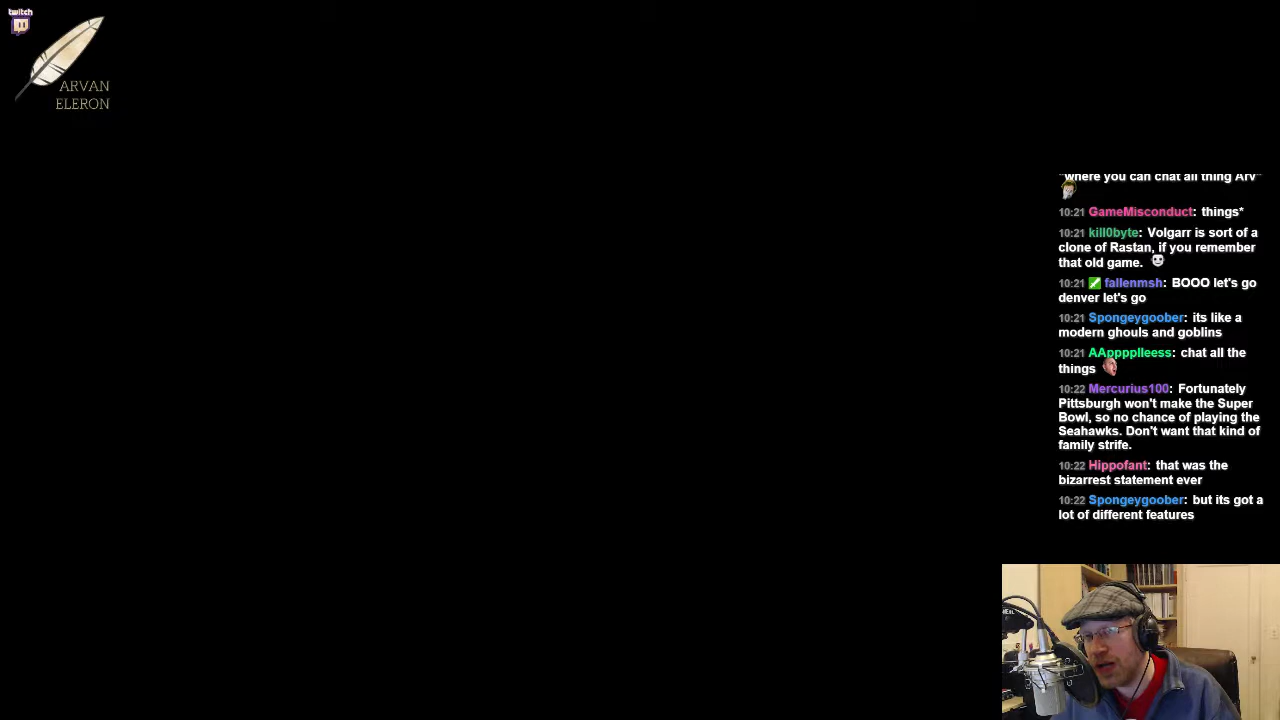 twitch
ARVAN
ELERON
"where you can chat all thing Arv"
10:21 GameMisconduct: things*
10:21 kill0byte: Volgarr is sort of a
clone of Rastan, if you remember
that old game.
10:21 fallenmsh: BOOO let's go
denver let's go
10:21 Spongeygoober: its like a
modern ghouls and goblins
10:21 AApppplleess: chat all the
things
10:22 Mercurius100: Fortunately
Pittsburgh won't make the Super
Bowl, so no chance of playing the
Seahawks. Don't want that kind of
family strife.
10:22 Hippofant: that was the
bizarrest statement ever
10:22 Spongeygoober: but its got a
lot of different features